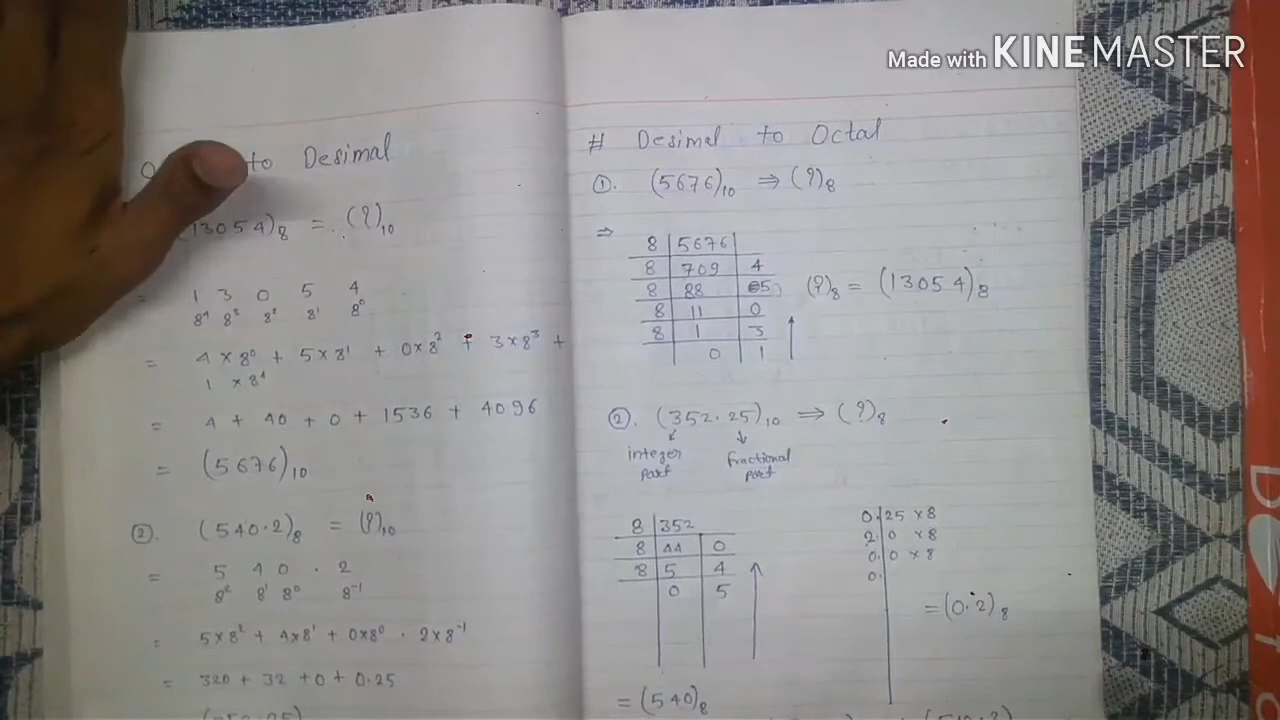 Made with KINEMASTER
to Desimal
13054)8 = (?)10
= 1 3 0 5 4
8⁴ 8³ 8² 8¹ 8⁰
= 4 × 8⁰ + 5 × 8¹ + 0 × 8² + 3 × 8³ +
1 × 8⁴
= 4 + 40 + 0 + 1536 + 4096
= (5676)10
②. (540.2)8 = (?)10
= 5 4 0 . 2
8² 8¹ 8⁰ 8⁻¹
= 5×8² + 4×8¹ + 0×8⁰ . 2×8⁻¹
= 320 + 32 + 0 + 0.25
# Desimel to Octal
①. (5676)10 ⇒ (?)8
⇒ 8 5676
8 709 4
8 88 5
8 11 0
8 1 3
0 1
(?)8 = (13054)8
②. (352.25)10 ⇒ (?)8
integer part
fractional part
8 352
8 44 0
8 5 4
0 5
= (540)8
0.25 × 8
2.0 × 8
0.0 × 8
0.
= (0.2)8